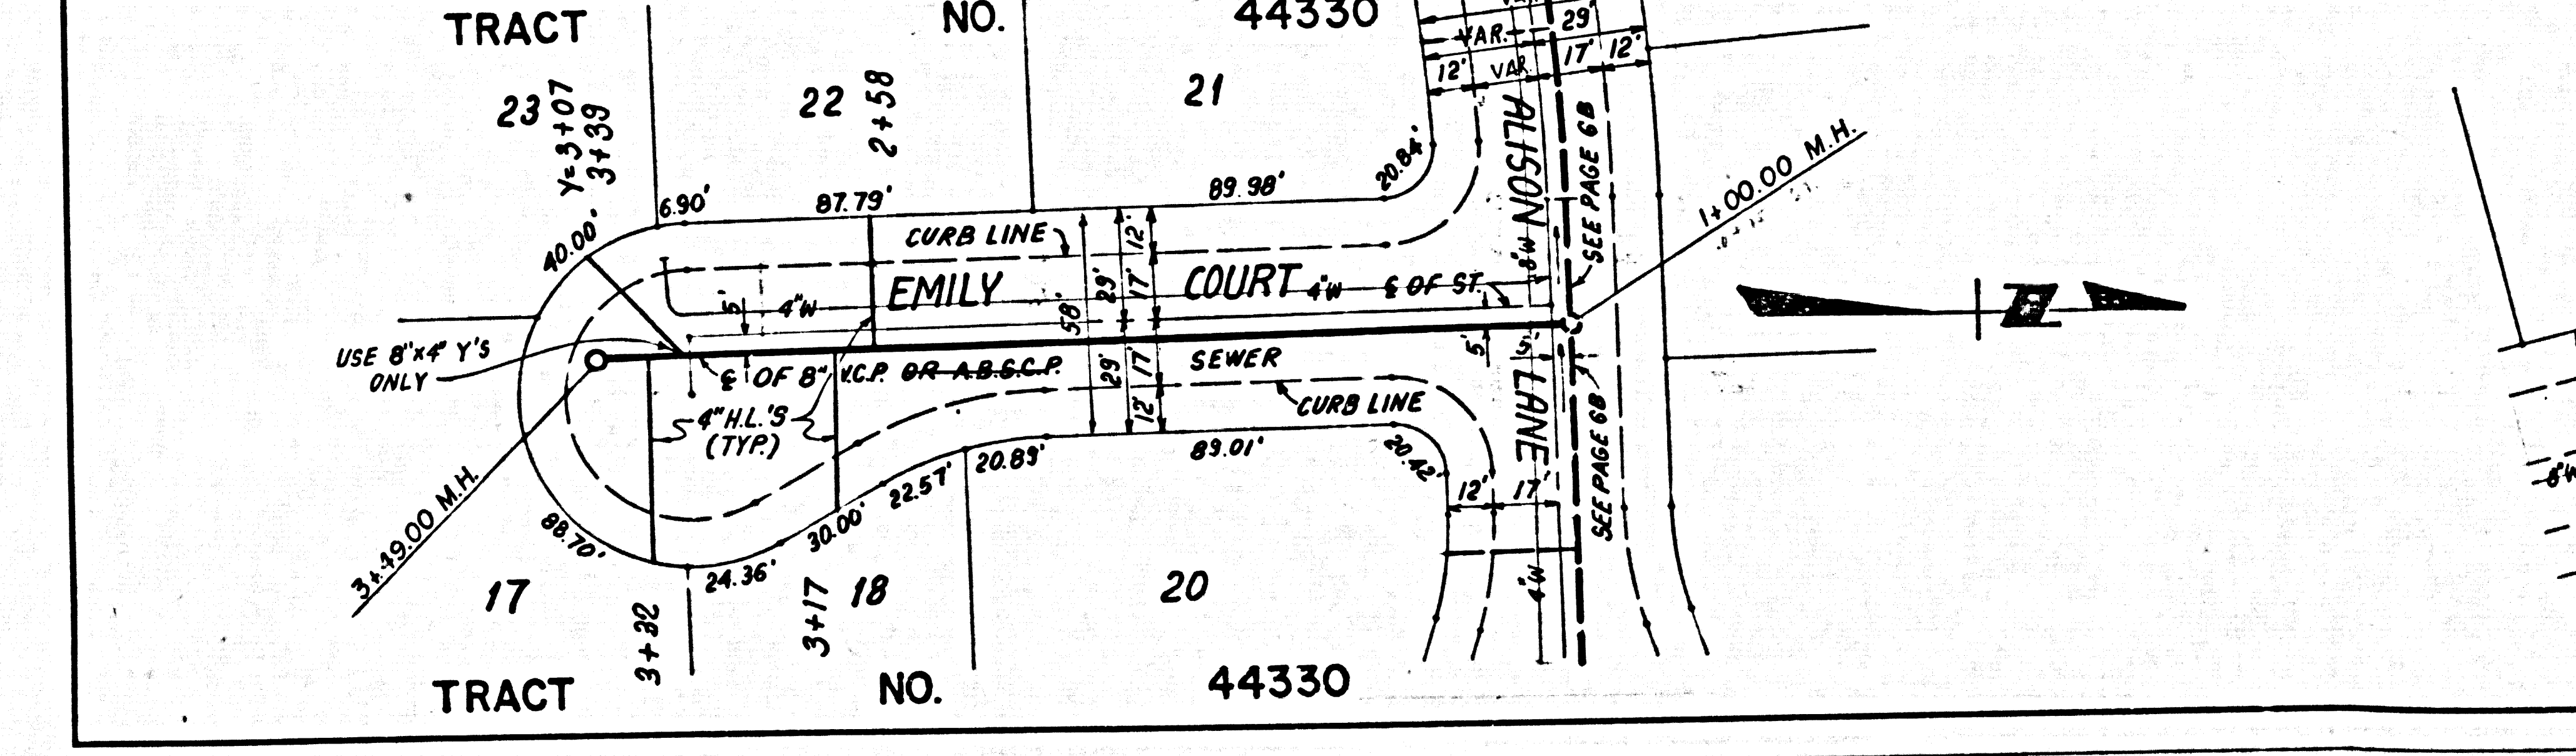 TRACT NO. 44330
23
Y=3+07
3+39
22
2+58
21
VAR.
29'
17' 12'
12' VAR.
20.84'
ALISON LANE
SEE PAGE 6B
1+00.00 M.H.
6.90'
87.79'
89.98'
40.00'
CURB LINE
12'
29'
17'
58'
EMILY COURT
4"W
℄ OF ST.
8"W
5'
4"W
USE 8"x4" Y'S
ONLY
℄ OF 8" V.C.P. OR A.B.S.C.P. SEWER
29'
17'
12'
5'
5'
4" H.L.'S
(TYP.)
CURB LINE
SEE PAGE 6B
89.01'
20.42'
20.89'
22.57'
30.00'
24.36'
88.70'
12' 17'
3+49.00 M.H.
17
3+32
3+17
18
20
4"W
8"W
N
TRACT NO. 44330